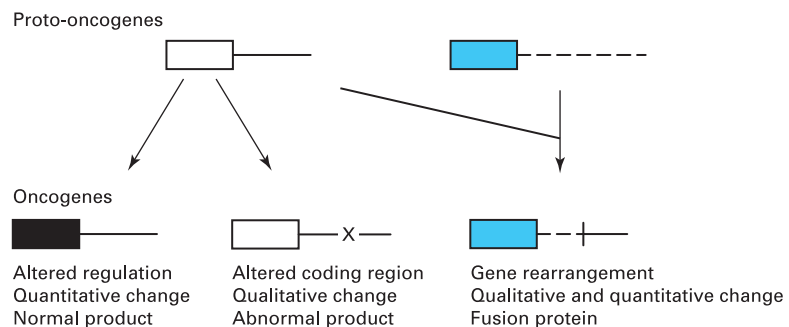 Proto-oncogenes
Oncogenes
X
Altered regulation
Quantitative change
Normal product
Altered coding region
Qualitative change
Abnormal product
Gene rearrangement
Qualitative and quantitative change
Fusion protein